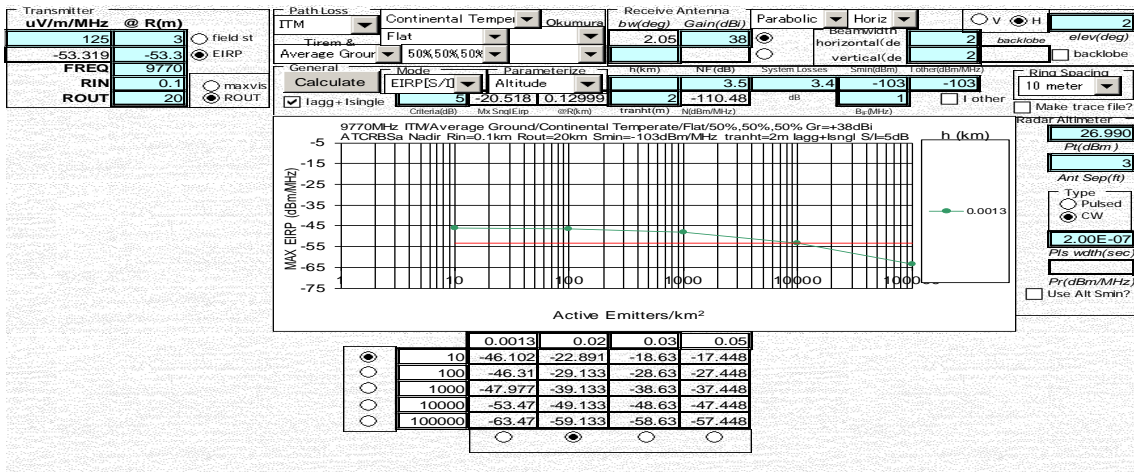 Transmitter
uV/m/MHz @ R(m)
125 3 field st
-53.319 -53.3 EIRP
FREQ 9770
RIN 0.1 maxvis
ROUT 20 ROUT
Path Loss
ITM Continental Temper Okumura
Tirem & Flat
Average Groun 50%,50%,50%
Receive Antenna
bw(deg) Gain(dBi) Parabolic Horiz
2.05 38
Beamwidth
horizontal(de 2
vertical(de 2
V H 2
backlobe elev(deg)
backlobe
General
Calculate
Mode
EIRP[S/I]
Parameterize
Altitude
h(km) NF(dB) System Losses Smin(dBm) I other(dBm/MHz)
3.5 3.4 -103 -103
Iagg+Isingle 5 -20.518 0.12999 2 -110.48 dB 1 I other
Criteria(dB) Mx SnglEirp @R(km) tranht(m) N(dBm/MHz) B(MHz)
Ring Spacing
10 meter
Make trace file?
Radar Altimeter
26.990
Pt(dBm)
3
Ant Sep(ft)
Type
Pulsed
CW
2.00E-07
Pls wdth(sec)
Pr(dBm/MHz)
Use Alt Smin?
9770MHz ITM/Average Ground/Continental Temperate/Flat/50%,50%,50% Gr=+38dBi
ATCRBSa Nadir Rin=0.1km Rout=20km Smin=-103dBm/MHz tranht=2m Iagg+Isngl S/I=5dB
h (km)
0.0013
MAX EIRP (dBm/MHz)
-5
-15
-25
-35
-45
-55
-65
-75
1 10 100 1000 10000 100000
Active Emitters/km²
0.0013 0.02 0.03 0.05
10 -46.102 -22.891 -18.63 -17.448
100 -46.31 -29.133 -28.63 -27.448
1000 -47.977 -39.133 -38.63 -37.448
10000 -53.47 -49.133 -48.63 -47.448
100000 -63.47 -59.133 -58.63 -57.448